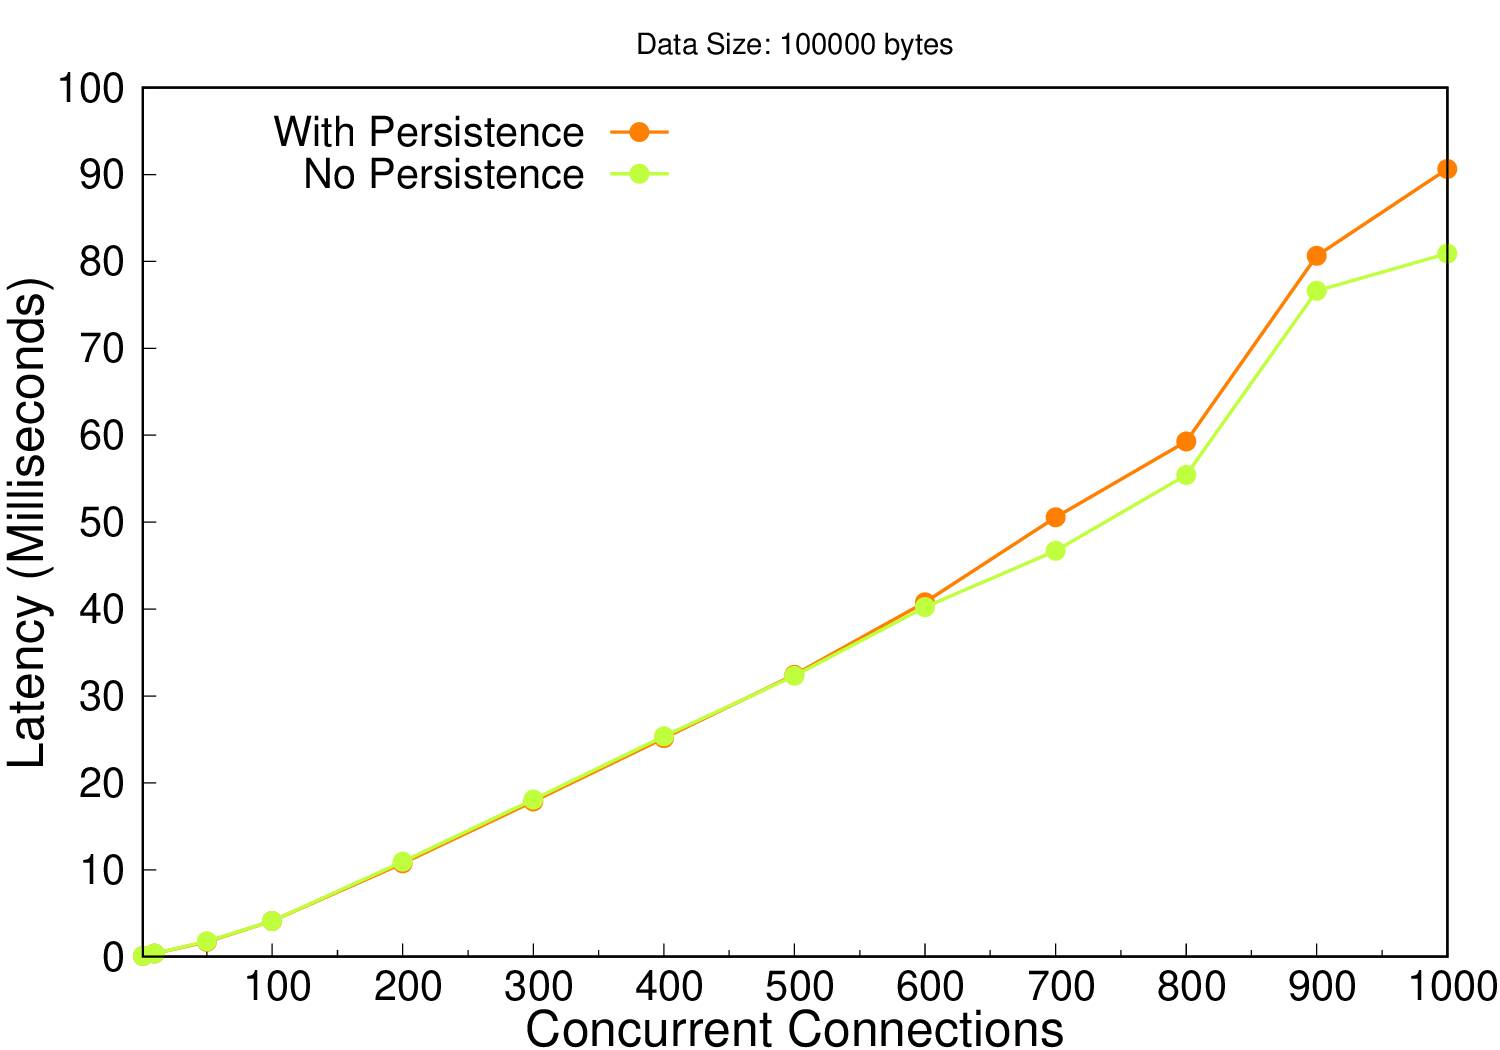 Data Size: 100000 bytes
With Persistence
No Persistence
100
90
80
70
60
50
40
30
20
10
0
Latency (Milliseconds)
100 200 300 400 500 600 700 800 900 1000
Concurrent Connections